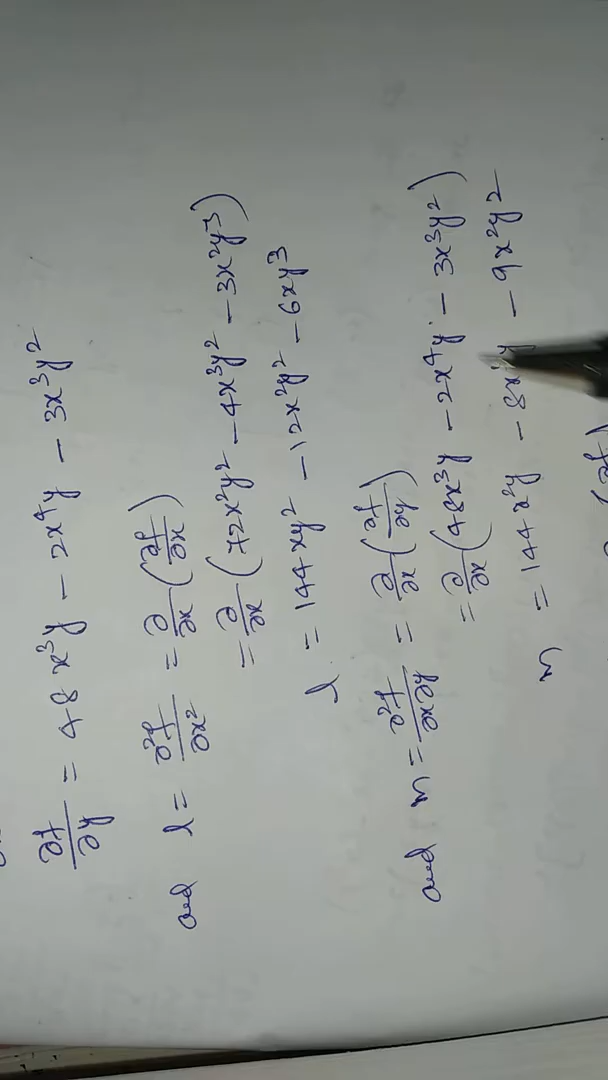 ∂f/∂y = 48x³y − 2x⁴y − 3x³y²
and l = ∂²f/∂x² = ∂/∂x (∂f/∂x)
= ∂/∂x (72x²y² − 4x³y² − 3x²y³)
l = 144xy² − 12x²y² − 6xy³
and m = ∂²f/∂x∂y = ∂/∂x (∂f/∂y)
= ∂/∂x (48x³y − 2x⁴y − 3x³y²)
m = 144x²y − 8x³y − 9x²y²